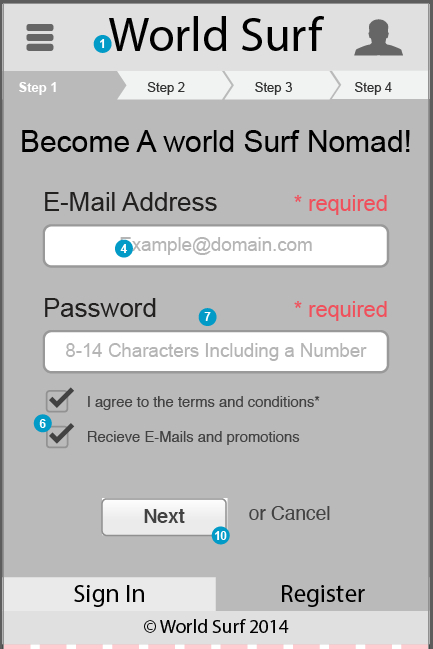 1 World Surf
Step 1 Step 2 Step 3 Step 4
Become A world Surf Nomad!
E-Mail Address * required
4 Example@domain.com
Password 7 * required
8-14 Characters Including a Number
I agree to the terms and conditions*
6 Recieve E-Mails and promotions
Next or Cancel
10
Sign In Register
© World Surf 2014